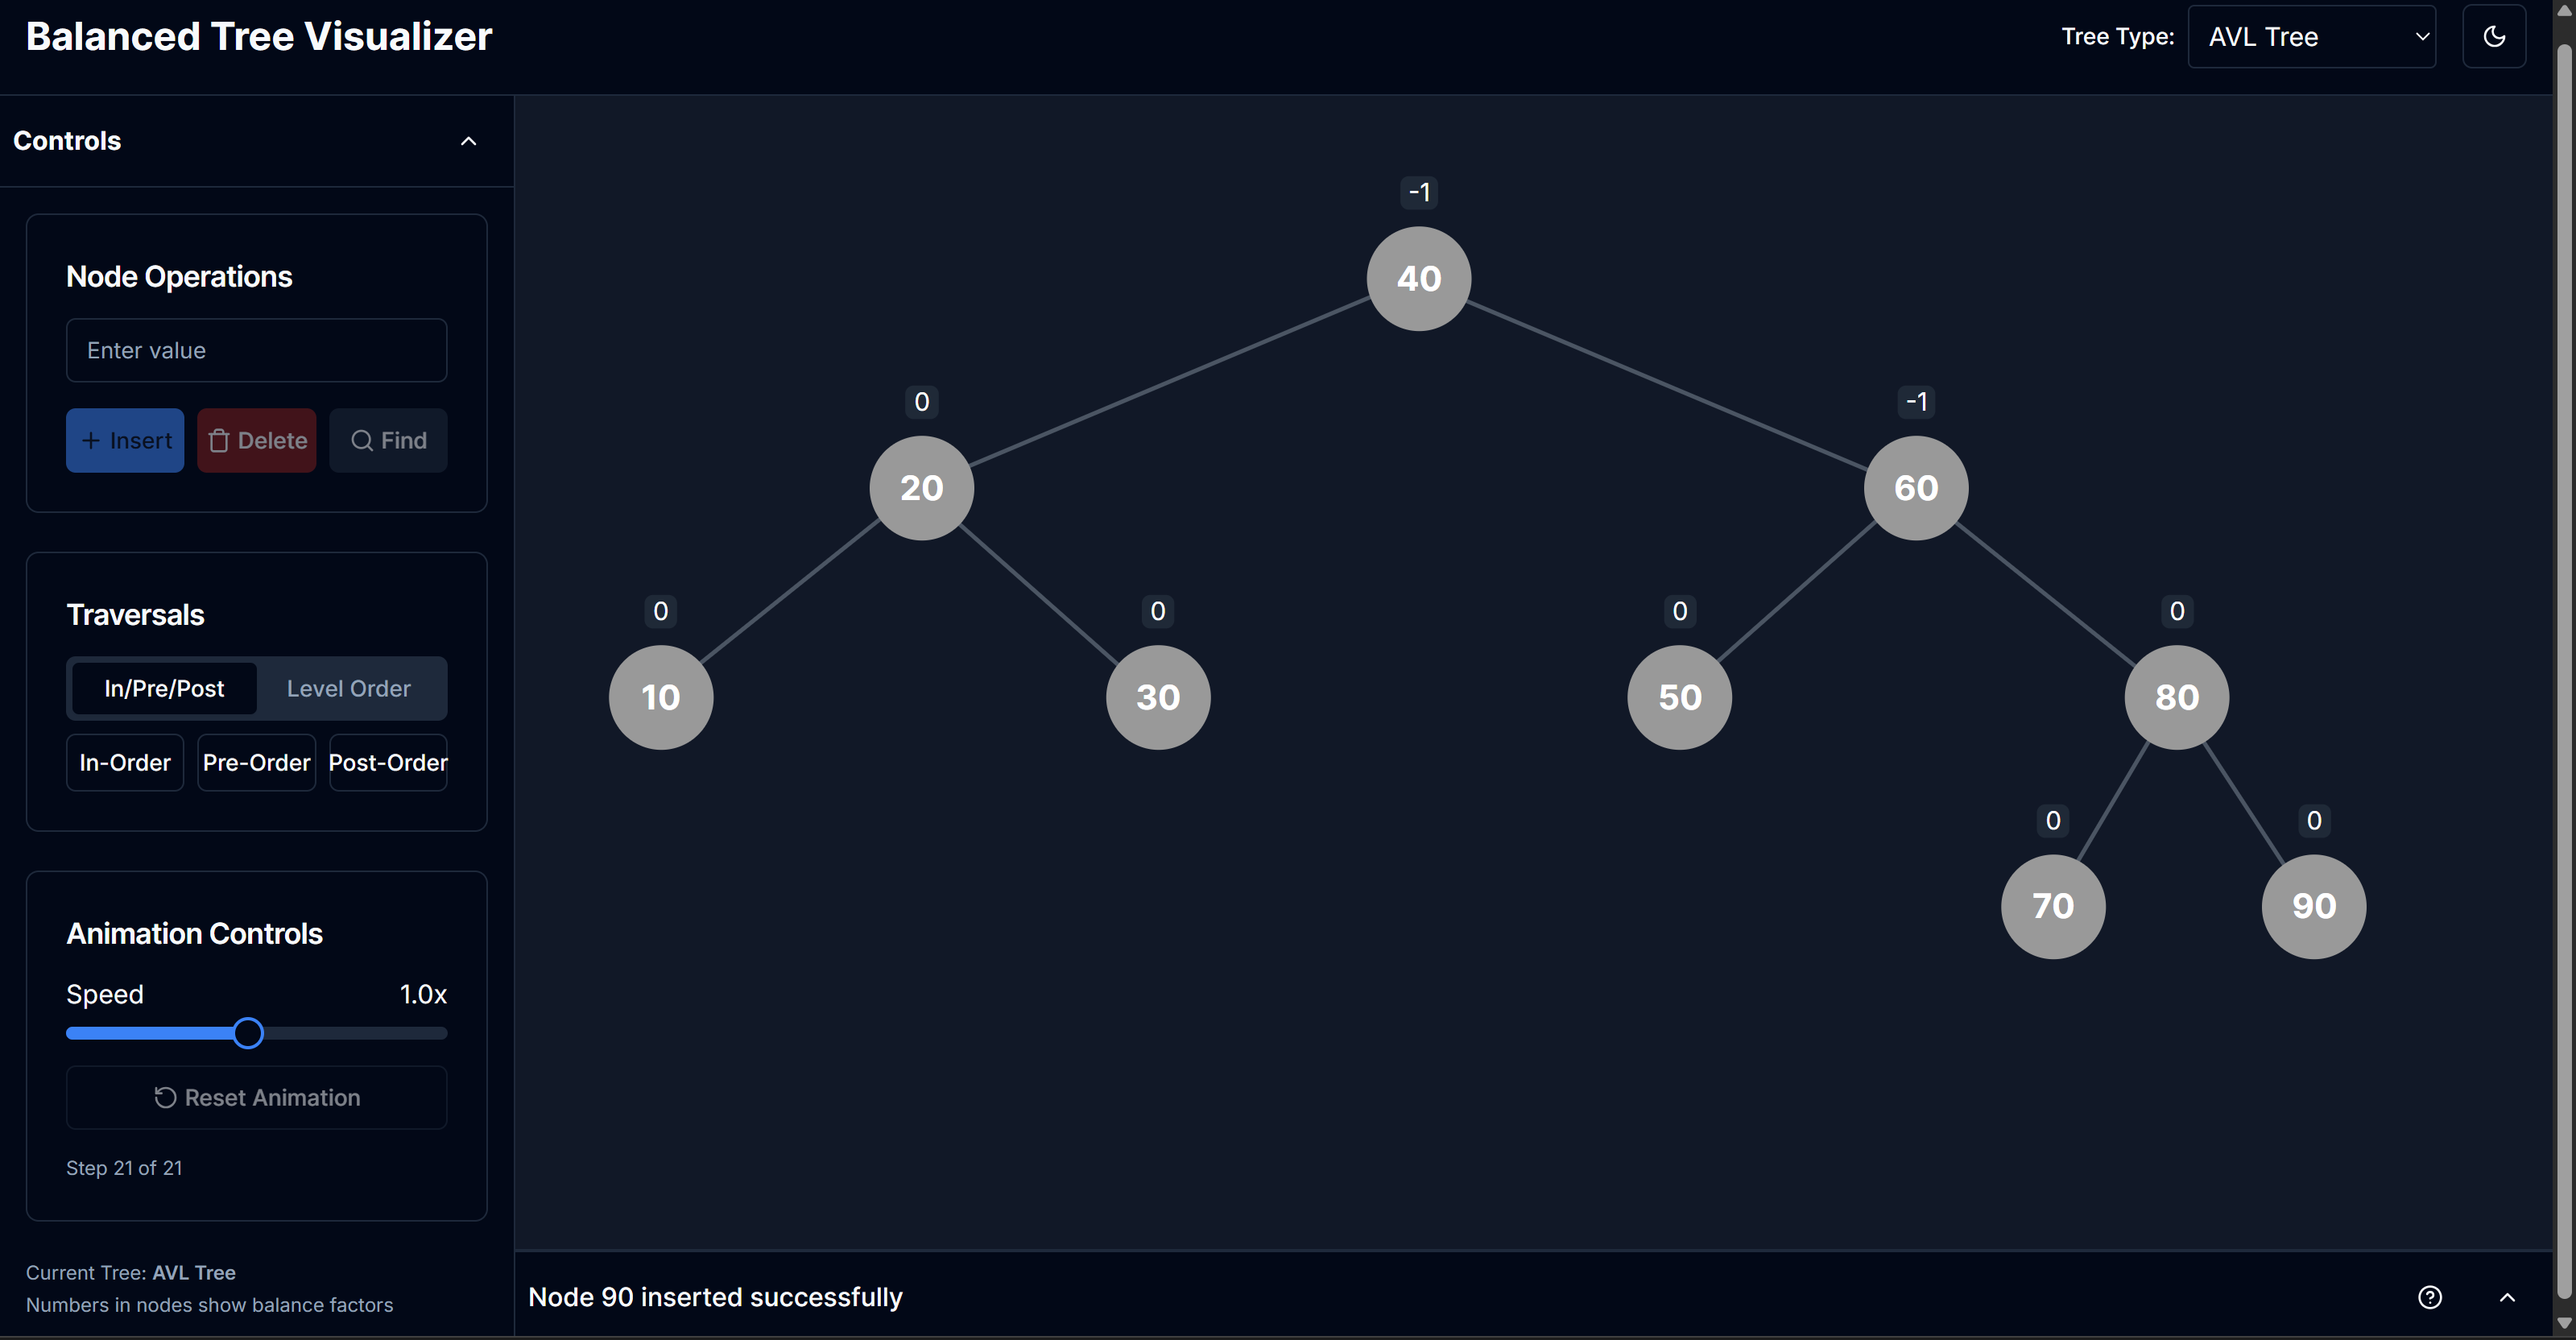 Balanced Tree Visualizer
Tree Type: AVL Tree
Controls
Node Operations
Enter value
Insert Delete Find
Traversals
In/Pre/Post Level Order
In-Order Pre-Order Post-Order
Animation Controls
Speed 1.0x
Reset Animation
Step 21 of 21
Current Tree: AVL Tree
Numbers in nodes show balance factors
-1
40
0 -1
20 60
0 0 0 0
10 30 50 80
0 0
70 90
Node 90 inserted successfully